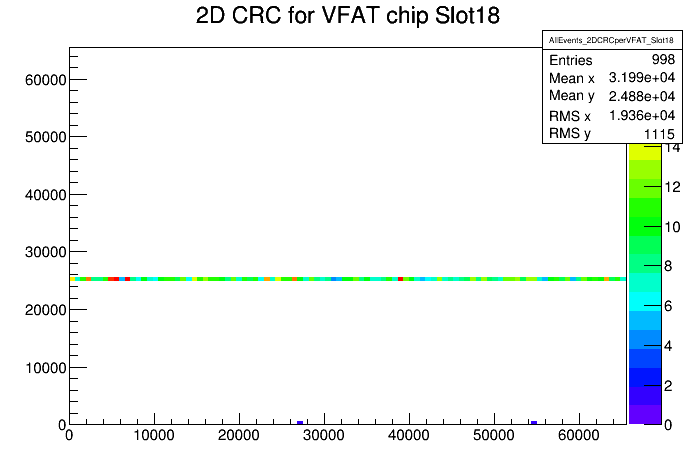 2D CRC for VFAT chip Slot18
AllEvents_2DCRCperVFAT_Slot18
Entries 998
Mean x 3.199e+04
Mean y 2.488e+04
RMS x 1.936e+04
RMS y 1115
60000
50000
40000
30000
20000
10000
0
0 10000 20000 30000 40000 50000 60000
14
12
10
8
6
4
2
0